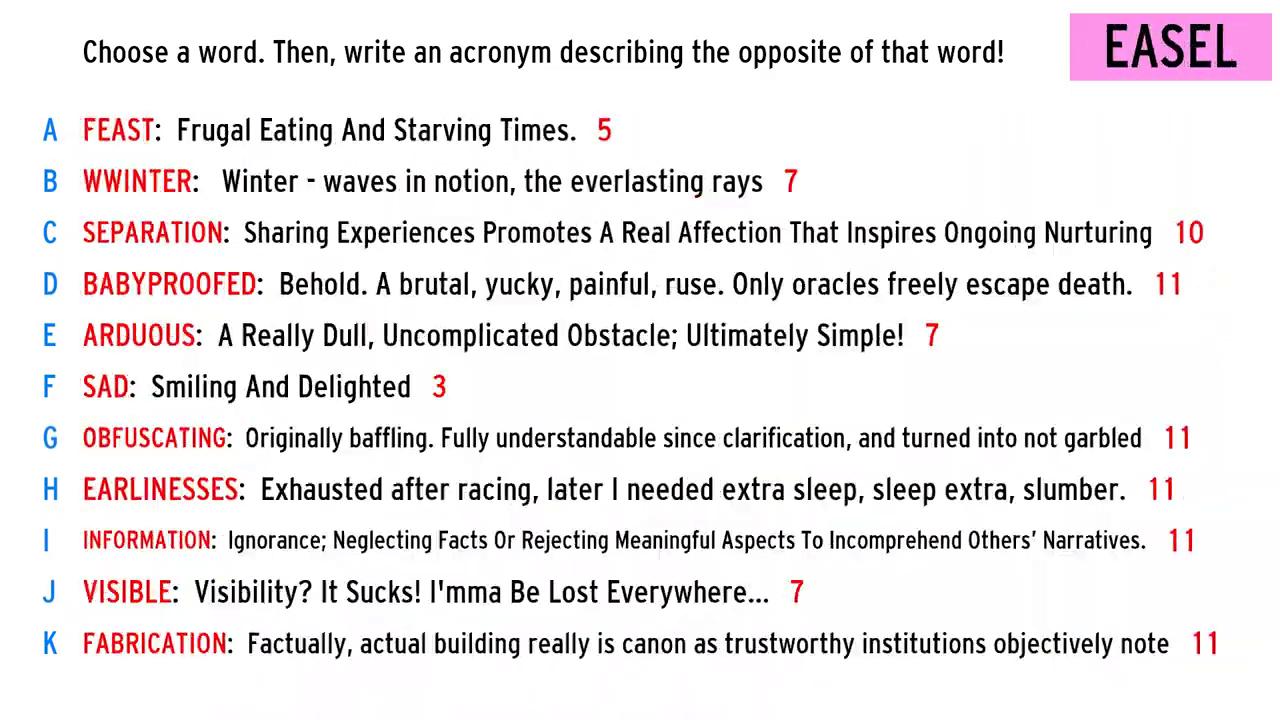 Choose a word. Then, write an acronym describing the opposite of that word!
EASEL
A FEAST: Frugal Eating And Starving Times. 5
B WWINTER: Winter - waves in notion, the everlasting rays 7
C SEPARATION: Sharing Experiences Promotes A Real Affection That Inspires Ongoing Nurturing 10
D BABYPROOFED: Behold. A brutal, yucky, painful, ruse. Only oracles freely escape death. 11
E ARDUOUS: A Really Dull, Uncomplicated Obstacle; Ultimately Simple! 7
F SAD: Smiling And Delighted 3
G OBFUSCATING: Originally baffling. Fully understandable since clarification, and turned into not garbled 11
H EARLINESSES: Exhausted after racing, later I needed extra sleep, sleep extra, slumber. 11
I INFORMATION: Ignorance; Neglecting Facts Or Rejecting Meaningful Aspects To Incomprehend Others' Narratives. 11
J VISIBLE: Visibility? It Sucks! I'mma Be Lost Everywhere... 7
K FABRICATION: Factually, actual building really is canon as trustworthy institutions objectively note 11